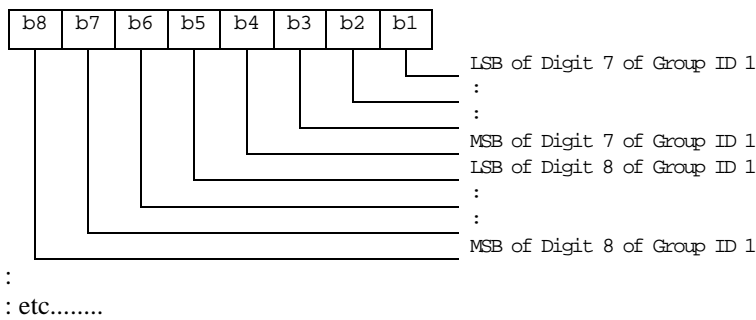 b8 b7 b6 b5 b4 b3 b2 b1
LSB of Digit 7 of Group ID 1
:
:
MSB of Digit 7 of Group ID 1
LSB of Digit 8 of Group ID 1
:
:
MSB of Digit 8 of Group ID 1
:
: etc........